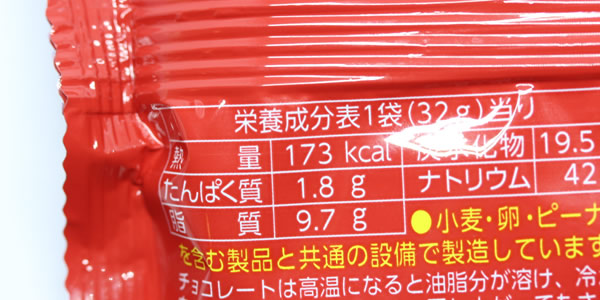 栄養成分表1袋(32g)当り
熱量 173 kcal 炭水化物 19.5
たんぱく質 1.8 g ナトリウム 42
脂質 9.7 g
●小麦・卵・ピーナ
を含む製品と共通の設備で製造しています
チョコレートは高温になると油脂分が溶け、冷